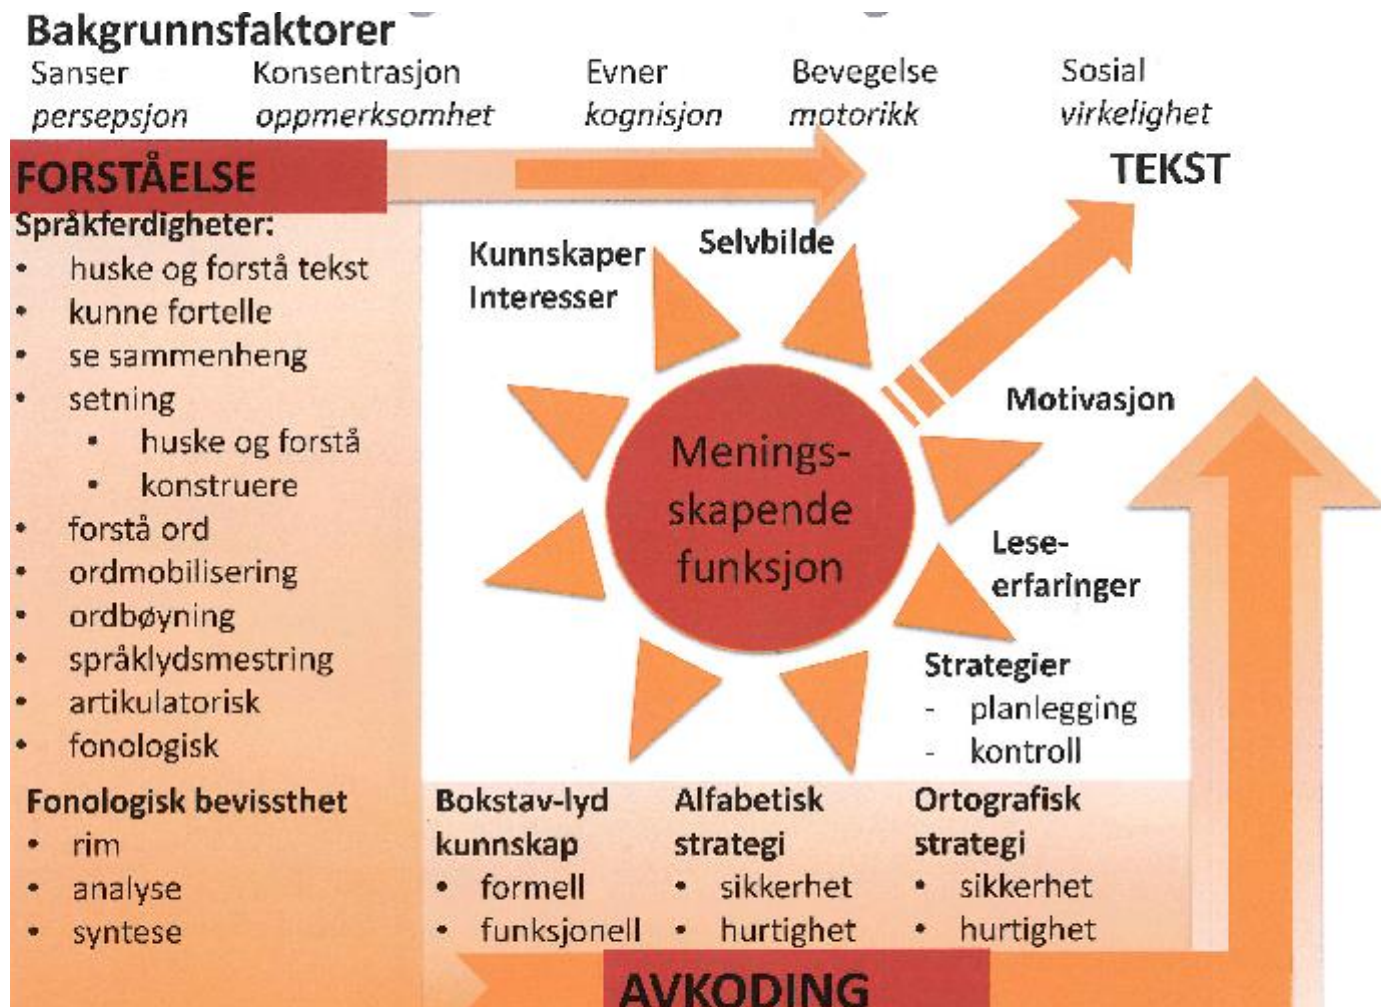 Bakgrunnsfaktorer
Sanser Konsentrasjon Evner Bevegelse Sosial
persepsjon oppmerksomhet kognisjon motorikk virkelighet
FORSTÅELSE
TEKST
Språkferdigheter:
• huske og forstå tekst
• kunne fortelle
• se sammenheng
• setning
• huske og forstå
• konstruere
• forstå ord
• ordmobilisering
• ordbøyning
• språklydsmestring
• artikulatorisk
• fonologisk
Fonologisk bevissthet
• rim
• analyse
• syntese
Kunnskaper
Interesser
Selvbilde
Motivasjon
Menings-
skapende
funksjon
Lese-
erfaringer
Strategier
- planlegging
- kontroll
Bokstav-lyd
kunnskap
• formell
• funksjonell
Alfabetisk
strategi
• sikkerhet
• hurtighet
Ortografisk
strategi
• sikkerhet
• hurtighet
AVKODING